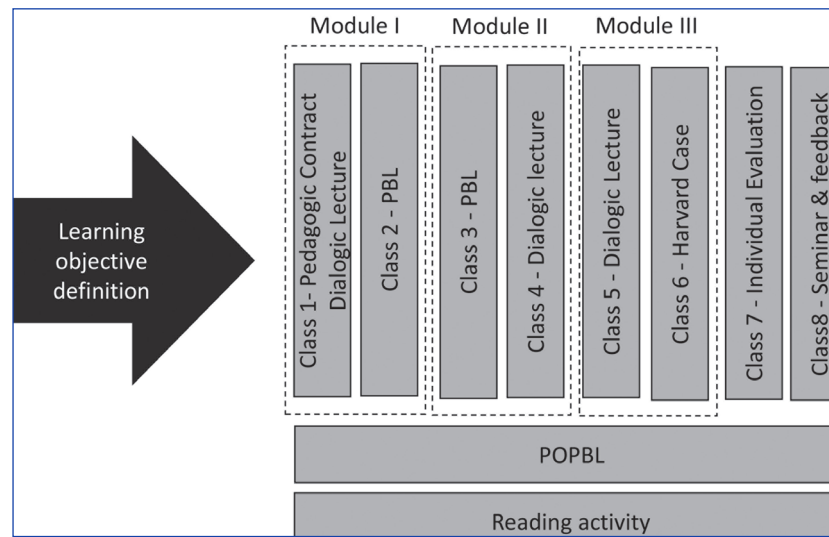 Module I
Module II
Module III
Learning
objective
definition
Class 1- Pedagogic Contract
Dialogic Lecture
Class 2 - PBL
Class 3 - PBL
Class 4 - Dialogic lecture
Class 5 - Dialogic Lecture
Class 6 - Harvard Case
Class 7 - Individual Evaluation
Class8 - Seminar & feedback
POPBL
Reading activity